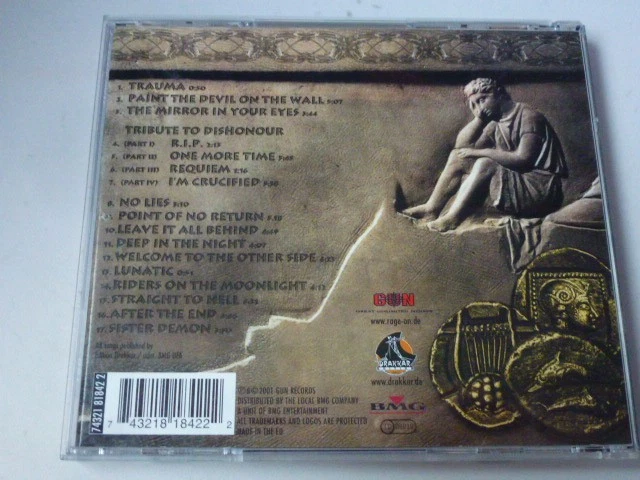 1. TRAUMA 0:50
2. PAINT THE DEVIL ON THE WALL 5:07
3. THE MIRROR IN YOUR EYES 3:44
TRIBUTE TO DISHONOUR
4. (PART I) R.I.P. 2:15
5. (PART II) ONE MORE TIME
6. (PART III) REQUIEM 1:16
7. (PART IV) I'M CRUCIFIED
8. NO LIES
POINT OF NO RETURN
10. LEAVE IT ALL BEHIND
11. DEEP IN THE NIGHT
12. WELCOME TO THE OTHER SIDE
LUNATIC
RIDERS ON THE MOONLIGHT
STRAIGHT TO HELL
16. AFTER THE END
17. SISTER DEMON
All songs published by
GUN
www.rage-on.de
DRAKKAR
www.drakkar.de
BMG
74321 81842 2
7 43218 18422 2
℗ © 2001 GUN RECORDS
DISTRIBUTED BY THE LOCAL BMG COMPANY
A UNIT OF BMG ENTERTAINMENT
ALL TRADEMARKS AND LOGOS ARE PROTECTED
MADE IN THE EU